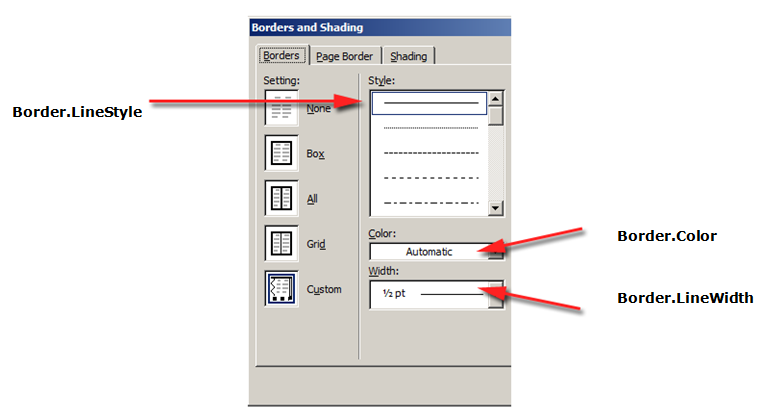 Borders and Shading
Borders Page Border Shading
Setting: Style:
Border.LineStyle
None
Box
All
Color:
Border.Color
Grid
Automatic
Width:
Custom
½ pt
Border.LineWidth